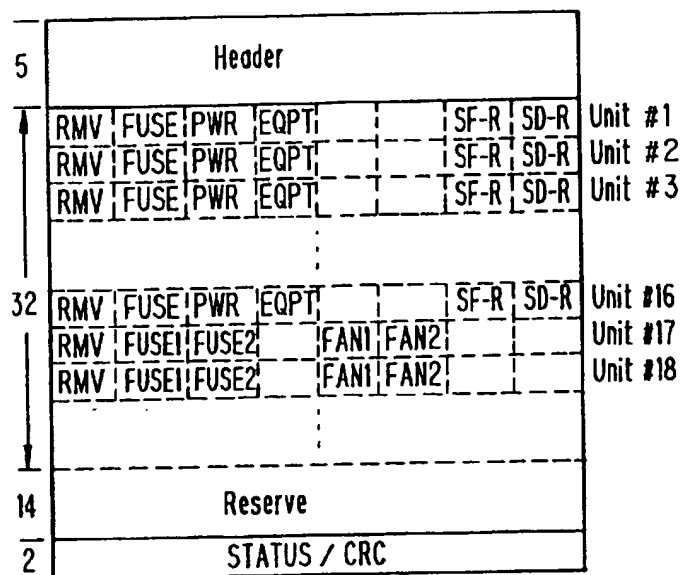 5 Header
RMV FUSE PWR EQPT SF-R SD-R Unit #1
RMV FUSE PWR EQPT SF-R SD-R Unit #2
RMV FUSE PWR EQPT SF-R SD-R Unit #3
32 RMV FUSE PWR EQPT SF-R SD-R Unit #16
RMV FUSE1 FUSE2 FAN1 FAN2 Unit #17
RMV FUSE1 FUSE2 FAN1 FAN2 Unit #18
14 Reserve
2 STATUS / CRC